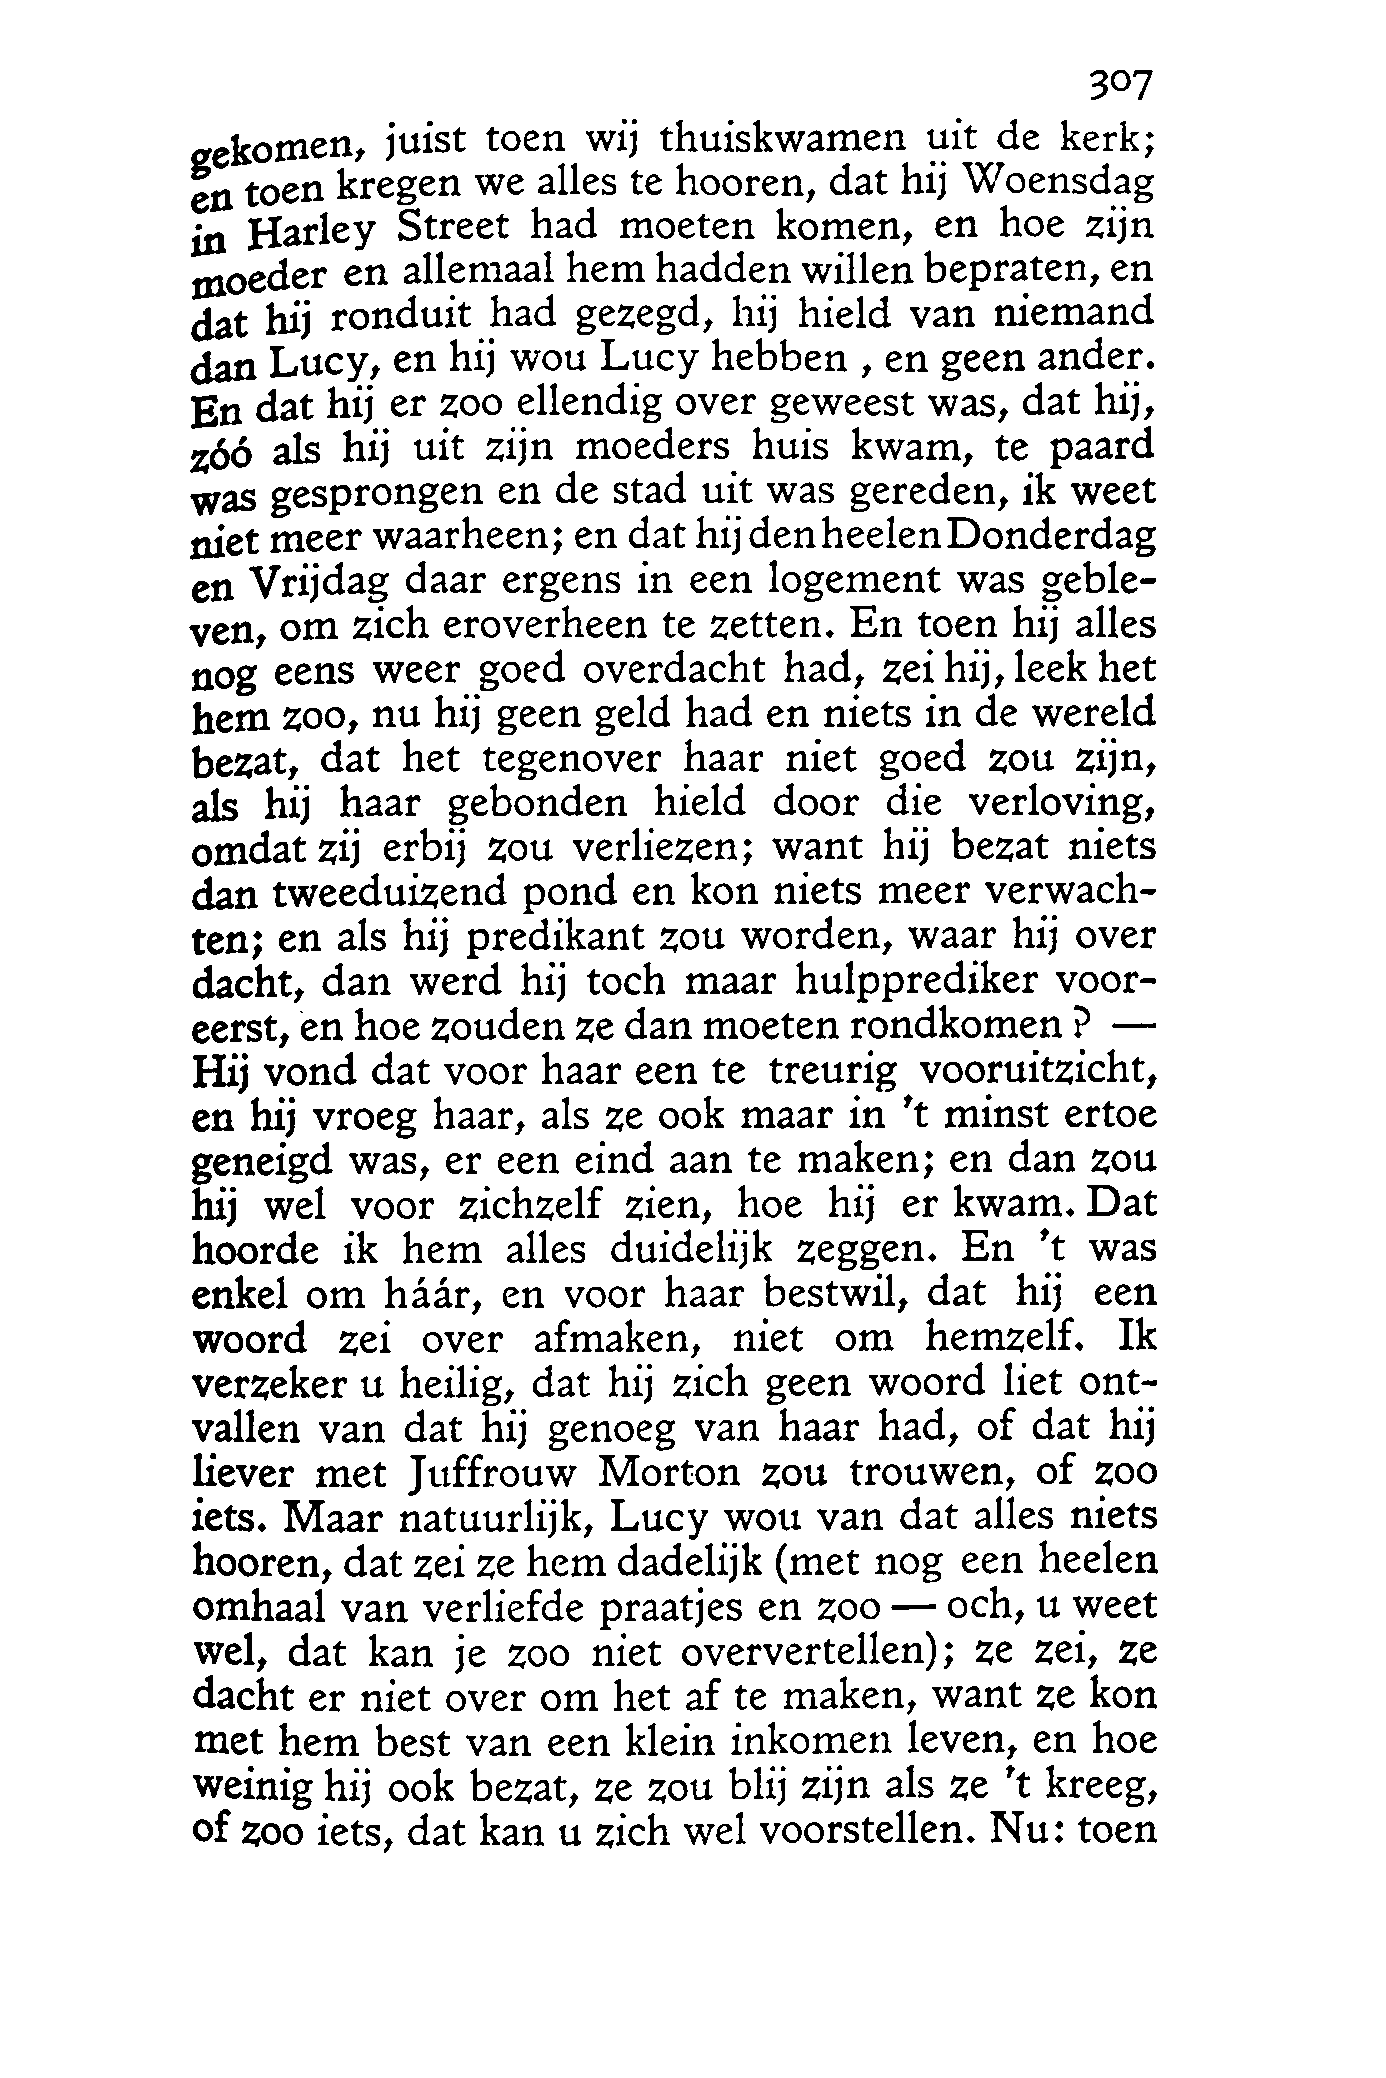 307
gekomen, juist toen wij thuiskwamen uit de kerk;
en toen kregen we alles te hooren, dat hij Woensdag
in Harley Street had moeten komen, en hoe zijn
moeder en allemaal hem hadden willen bepraten, en
dat hij ronduit had gezegd, hij hield van niemand
dan Lucy, en hij wou Lucy hebben , en geen ander.
En dat hij er zoo ellendig over geweest was, dat hij,
zóó als hij uit zijn moeders huis kwam, te paard
was gesprongen en de stad uit was gereden, ik weet
niet meer waarheen; en dat hij den heelen Donderdag
en Vrijdag daar ergens in een logement was geble-
ven, om zich eroverheen te zetten. En toen hij alles
nog eens weer goed overdacht had, zei hij, leek het
hem zoo, nu hij geen geld had en niets in de wereld
bezat, dat het tegenover haar niet goed zou zijn,
als hij haar gebonden hield door die verloving,
omdat zij erbij zou verliezen; want hij bezat niets
dan tweeduizend pond en kon niets meer verwach-
ten; en als hij predikant zou worden, waar hij over
dacht, dan werd hij toch maar hulpprediker voor-
eerst, en hoe zouden ze dan moeten rondkomen ? —
Hij vond dat voor haar een te treurig vooruitzicht,
en hij vroeg haar, als ze ook maar in 't minst ertoe
geneigd was, er een eind aan te maken; en dan zou
hij wel voor zichzelf zien, hoe hij er kwam. Dat
hoorde ik hem alles duidelijk zeggen. En 't was
enkel om háár, en voor haar bestwil, dat hij een
woord zei over afmaken, niet om hemzelf. Ik
verzeker u heilig, dat hij zich geen woord liet ont-
vallen van dat hij genoeg van haar had, of dat hij
liever met Juffrouw Morton zou trouwen, of zoo
iets. Maar natuurlijk, Lucy wou van dat alles niets
hooren, dat zei ze hem dadelijk (met nog een heelen
omhaal van verliefde praatjes en zoo — och, u weet
wel, dat kan je zoo niet oververtellen); ze zei, ze
dacht er niet over om het af te maken, want ze kon
met hem best van een klein inkomen leven, en hoe
weinig hij ook bezat, ze zou blij zijn als ze 't kreeg,
of zoo iets, dat kan u zich wel voorstellen. Nu: toen